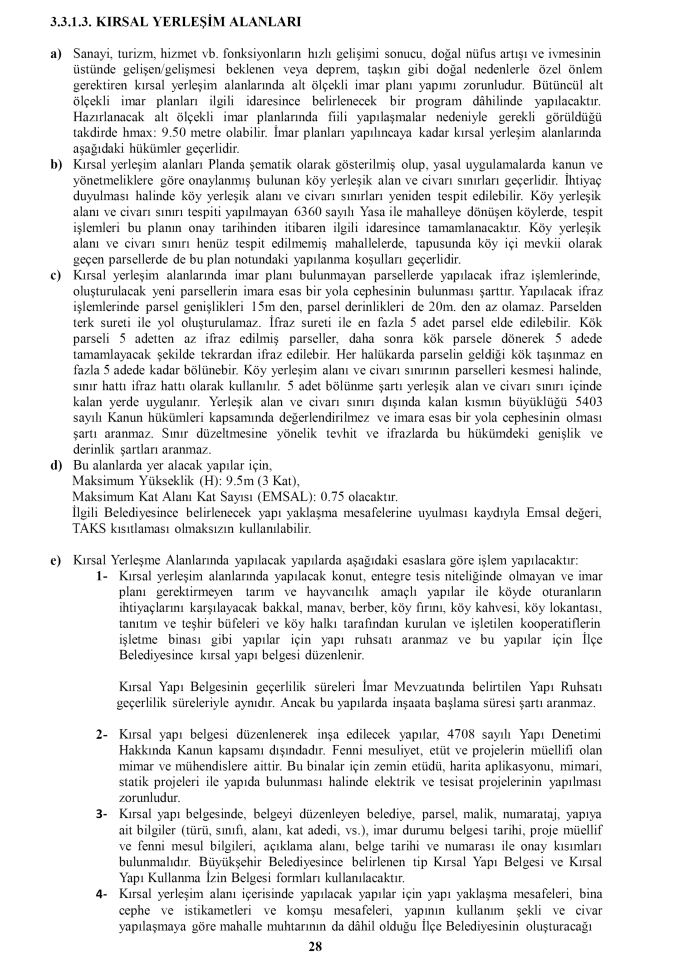 3.3.1.3. KIRSAL YERLEŞİM ALANLARI
a) Sanayi, turizm, hizmet vb. fonksiyonların hızlı gelişimi sonucu, doğal nüfus artışı ve ivmesinin
üstünde gelişen/gelişmesi beklenen veya deprem, taşkın gibi doğal nedenlerle özel önlem
gerektiren kırsal yerleşim alanlarında alt ölçekli imar planı yapımı zorunludur. Bütüncül alt
ölçekli imar planları ilgili idaresince belirlenecek bir program dâhilinde yapılacaktır.
Hazırlanacak alt ölçekli imar planlarında fiili yapılaşmalar nedeniyle gerekli görüldüğü
takdirde hmax: 9.50 metre olabilir. İmar planları yapılıncaya kadar kırsal yerleşim alanlarında
aşağıdaki hükümler geçerlidir.
b) Kırsal yerleşim alanları Planda şematik olarak gösterilmiş olup, yasal uygulamalarda kanun ve
yönetmeliklere göre onaylanmış bulunan köy yerleşik alan ve civarı sınırları geçerlidir. İhtiyaç
duyulması halinde köy yerleşik alanı ve civarı sınırları yeniden tespit edilebilir. Köy yerleşik
alanı ve civarı sınırı tespiti yapılmayan 6360 sayılı Yasa ile mahalleye dönüşen köylerde, tespit
işlemleri bu planın onay tarihinden itibaren ilgili idaresince tamamlanacaktır. Köy yerleşik
alanı ve civarı sınırı henüz tespit edilmemiş mahallelerde, tapusunda köy içi mevkii olarak
geçen parsellerde de bu plan notundaki yapılanma koşulları geçerlidir.
c) Kırsal yerleşim alanlarında imar planı bulunmayan parsellerde yapılacak ifraz işlemlerinde,
oluşturulacak yeni parsellerin imara esas bir yola cephesinin bulunması şarttır. Yapılacak ifraz
işlemlerinde parsel genişlikleri 15m den, parsel derinlikleri de 20m. den az olamaz. Parselden
terk sureti ile yol oluşturulamaz. İfraz sureti ile en fazla 5 adet parsel elde edilebilir. Kök
parseli 5 adetten az ifraz edilmiş parseller, daha sonra kök parsele dönerek 5 adede
tamamlayacak şekilde tekrardan ifraz edilebir. Her halükarda parselin geldiği kök taşınmaz en
fazla 5 adede kadar bölünebir. Köy yerleşim alanı ve civarı sınırının parselleri kesmesi halinde,
sınır hattı ifraz hattı olarak kullanılır. 5 adet bölünme şartı yerleşik alan ve civarı sınırı içinde
kalan yerde uygulanır. Yerleşik alan ve civarı sınırı dışında kalan kısmın büyüklüğü 5403
sayılı Kanun hükümleri kapsamında değerlendirilmez ve imara esas bir yola cephesinin olması
şartı aranmaz. Sınır düzeltmesine yönelik tevhit ve ifrazlarda bu hükümdeki genişlik ve
derinlik şartları aranmaz.
d) Bu alanlarda yer alacak yapılar için,
Maksimum Yükseklik (H): 9.5m (3 Kat),
Maksimum Kat Alanı Kat Sayısı (EMSAL): 0.75 olacaktır.
İlgili Belediyesince belirlenecek yapı yaklaşma mesafelerine uyulması kaydıyla Emsal değeri,
TAKS kısıtlaması olmaksızın kullanılabilir.
e) Kırsal Yerleşme Alanlarında yapılacak yapılarda aşağıdaki esaslara göre işlem yapılacaktır:
1- Kırsal yerleşim alanlarında yapılacak konut, entegre tesis niteliğinde olmayan ve imar
planı gerektirmeyen tarım ve hayvancılık amaçlı yapılar ile köyde oturanların
ihtiyaçlarını karşılayacak bakkal, manav, berber, köy fırını, köy kahvesi, köy lokantası,
tanıtım ve teşhir büfeleri ve köy halkı tarafından kurulan ve işletilen kooperatiflerin
işletme binası gibi yapılar için yapı ruhsatı aranmaz ve bu yapılar için İlçe
Belediyesince kırsal yapı belgesi düzenlenir.
Kırsal Yapı Belgesinin geçerlilik süreleri İmar Mevzuatında belirtilen Yapı Ruhsatı
geçerlilik süreleriyle aynıdır. Ancak bu yapılarda inşaata başlama süresi şartı aranmaz.
2- Kırsal yapı belgesi düzenlenerek inşa edilecek yapılar, 4708 sayılı Yapı Denetimi
Hakkında Kanun kapsamı dışındadır. Fenni mesuliyet, etüt ve projelerin müellifi olan
mimar ve mühendislere aittir. Bu binalar için zemin etüdü, harita aplikasyonu, mimari,
statik projeleri ile yapıda bulunması halinde elektrik ve tesisat projelerinin yapılması
zorunludur.
3- Kırsal yapı belgesinde, belgeyi düzenleyen belediye, parsel, malik, numarataj, yapıya
ait bilgiler (türü, sınıfı, alanı, kat adedi, vs.), imar durumu belgesi tarihi, proje müellif
ve fenni mesul bilgileri, açıklama alanı, belge tarihi ve numarası ile onay kısımları
bulunmalıdır. Büyükşehir Belediyesince belirlenen tip Kırsal Yapı Belgesi ve Kırsal
Yapı Kullanma İzin Belgesi formları kullanılacaktır.
4- Kırsal yerleşim alanı içerisinde yapılacak yapılar için yapı yaklaşma mesafeleri, bina
cephe ve istikametleri ve komşu mesafeleri, yapının kullanım şekli ve civar
yapılaşmaya göre mahalle muhtarının da dâhil olduğu İlçe Belediyesinin oluşturacağı
28